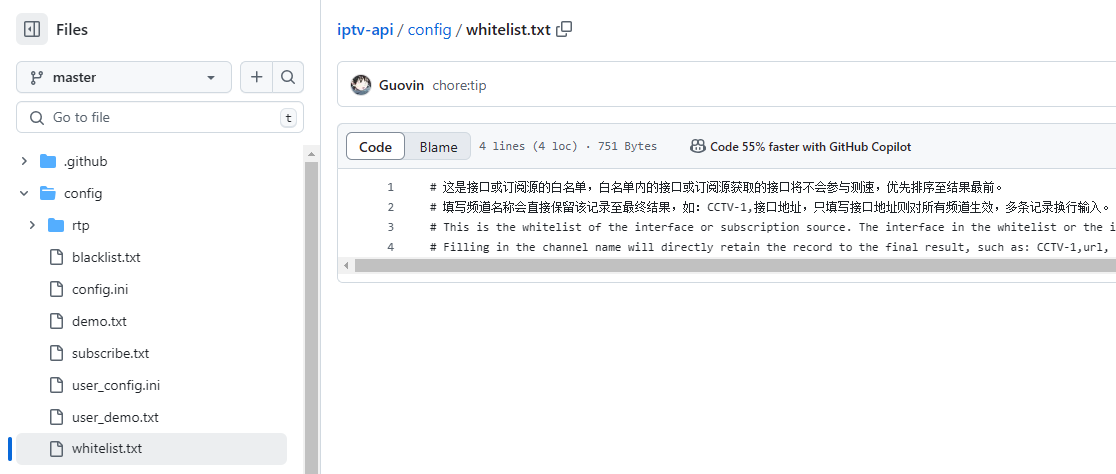 Files
master
Go to file
t
.github
config
rtp
blacklist.txt
config.ini
demo.txt
subscribe.txt
user_config.ini
user_demo.txt
whitelist.txt
iptv-api / config / whitelist.txt
Guovin chore:tip
Code Blame 4 lines (4 loc) · 751 Bytes Code 55% faster with GitHub Copilot
1 # 这是接口或订阅源的白名单，白名单内的接口或订阅源获取的接口将不会参与测速，优先排序至结果最前。
2 # 填写频道名称会直接保留该记录至最终结果，如：CCTV-1,接口地址，只填写接口地址则对所有频道生效，多条记录换行输入。
3 # This is the whitelist of the interface or subscription source. The interface in the whitelist or the i
4 # Filling in the channel name will directly retain the record to the final result, such as: CCTV-1,url,